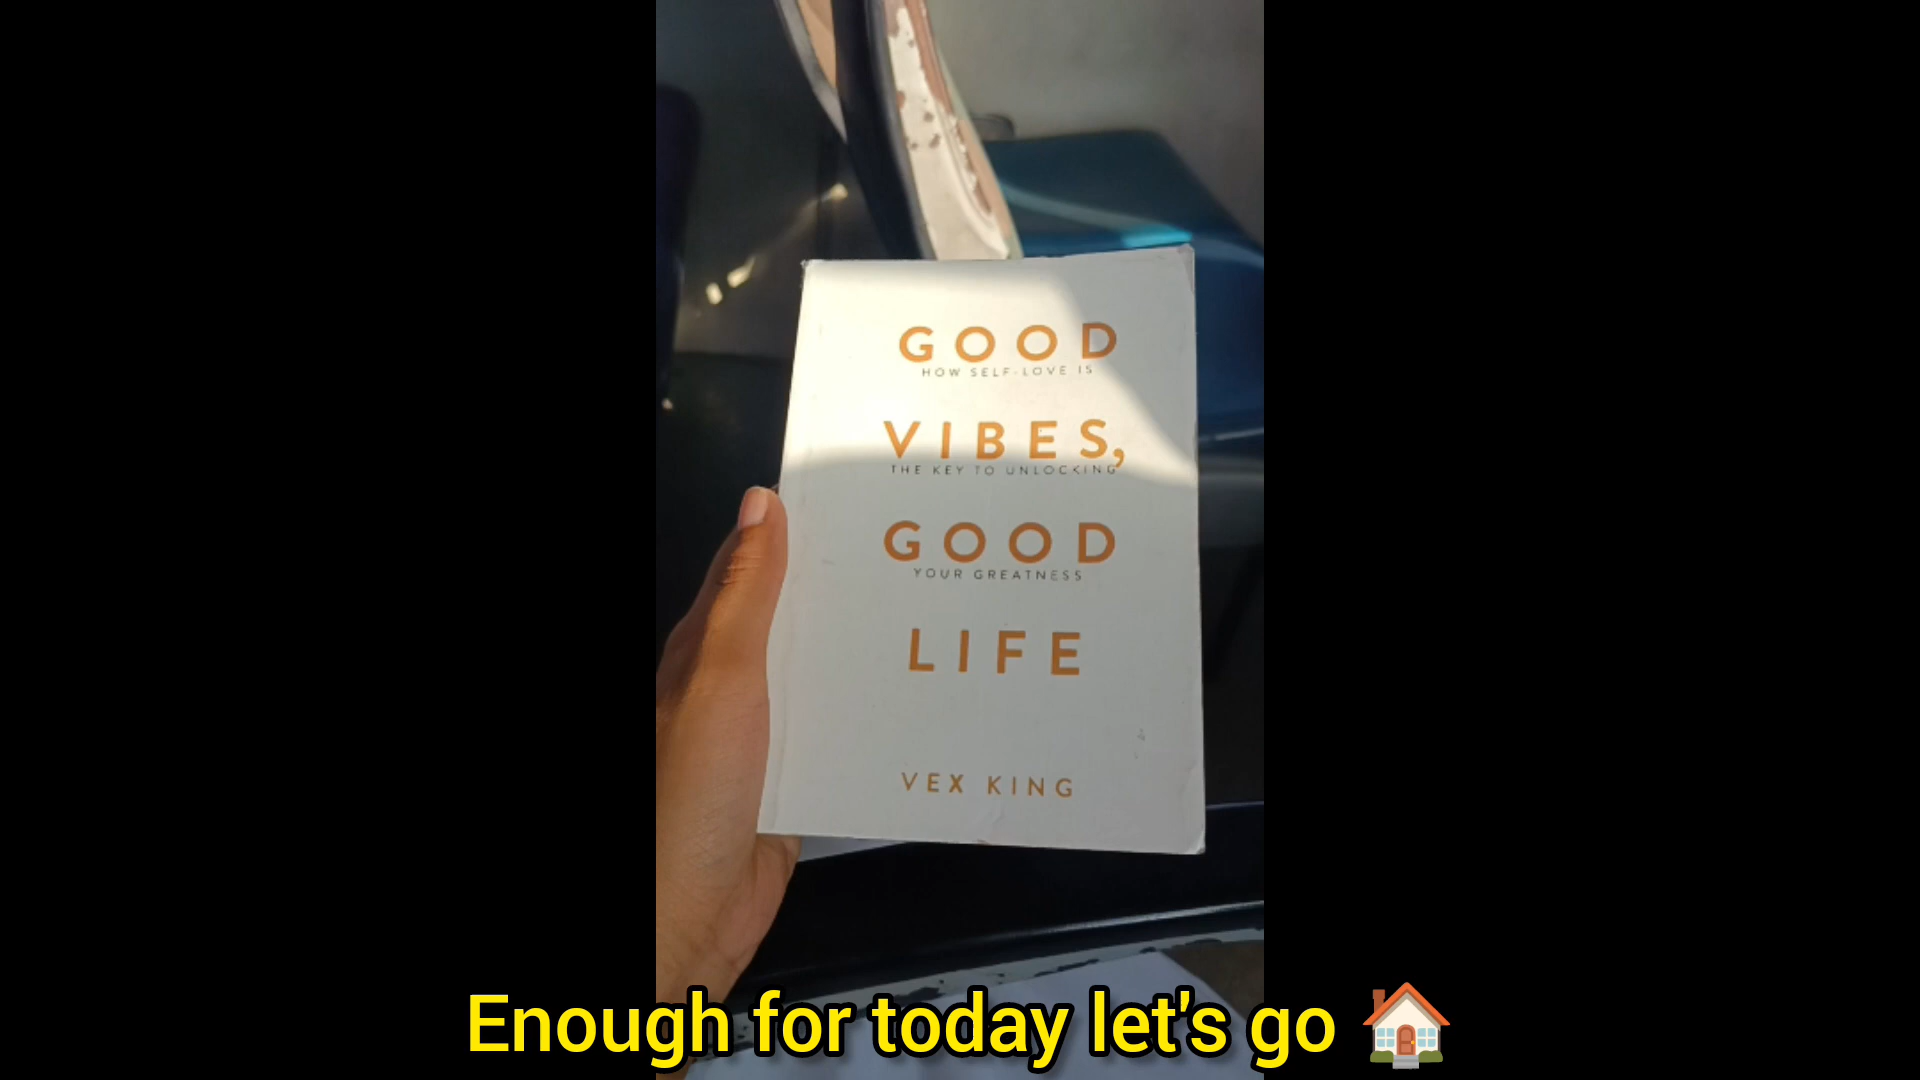 GOOD
HOW SELF-LOVE IS
VIBES,
THE KEY TO UNLOCKING
GOOD
YOUR GREATNESS
LIFE
VEX KING
Enough for today let's go 🏠